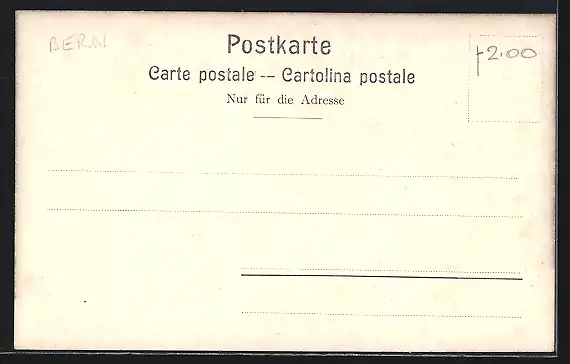 BERN
Postkarte
Carte postale -- Cartolina postale
Nur für die Adresse
2.00